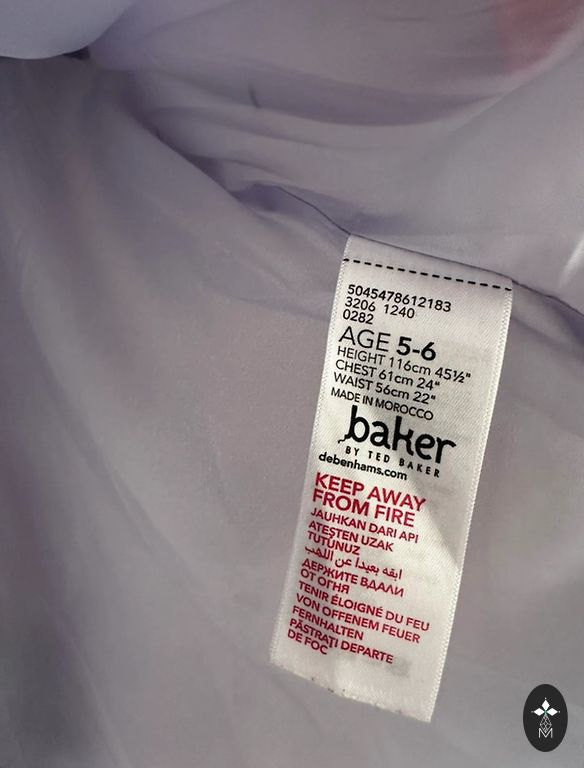 5045478612183
3206 1240
0282
AGE 5-6
HEIGHT 116cm 45½"
CHEST 61cm 24"
WAIST 56cm 22"
MADE IN MOROCCO
baker
BY TED BAKER
debenhams.com
KEEP AWAY
FROM FIRE
JAUHKAN DARI API
ATEŞTEN UZAK
TUTUNUZ
ابقه بعيدا عن اللهب
ДЕРЖИТЕ ВДАЛИ
ОТ ОГНЯ
TENIR ÉLOIGNÉ DU FEU
VON OFFENEM FEUER
FERNHALTEN
PĂSTRAȚI DEPARTE
DE FOC
M